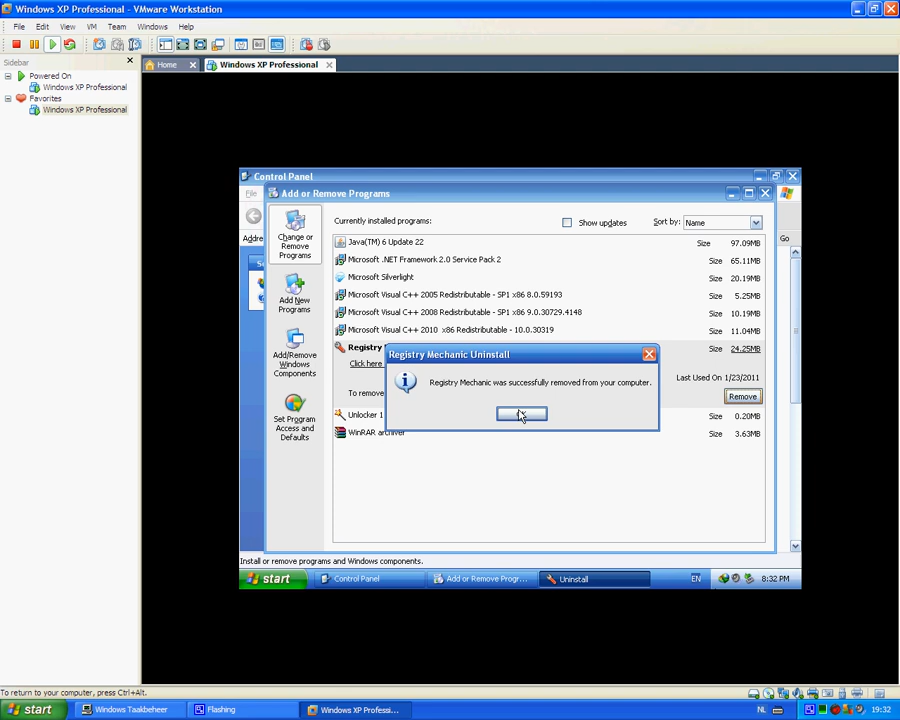 Windows XP Professional - VMware Workstation
File Edit View VM Team Windows Help
Sidebar
Powered On
Windows XP Professional
Favorites
Windows XP Professional
Home
Windows XP Professional
Control Panel
File
Add or Remove Programs
Addre
Go
Change or
Remove
Programs
Add New
Programs
Add/Remove
Windows
Components
Set Program
Access and
Defaults
Currently installed programs:
Show updates
Sort by:
Name
Java(TM) 6 Update 22 Size 97.09MB
Microsoft .NET Framework 2.0 Service Pack 2 Size 65.11MB
Microsoft Silverlight Size 20.19MB
Microsoft Visual C++ 2005 Redistributable - SP1 x86 8.0.59193 Size 5.25MB
Microsoft Visual C++ 2008 Redistributable - SP1 x86 9.0.30729.4148 Size 10.19MB
Microsoft Visual C++ 2010 x86 Redistributable - 10.0.30319 Size 11.04MB
Registry Size 24.25MB
Click here
Last Used On 1/23/2011
To remove
Remove
Unlocker 1 Size 0.20MB
WinRAR archiver Size 3.63MB
Registry Mechanic Uninstall
Registry Mechanic was successfully removed from your computer.
Install or remove programs and Windows components.
start Control Panel Add or Remove Progr... Uninstall EN 8:32 PM
To return to your computer, press Ctrl+Alt.
start Windows Taakbeheer Flashing Windows XP Professi... NL 19:32